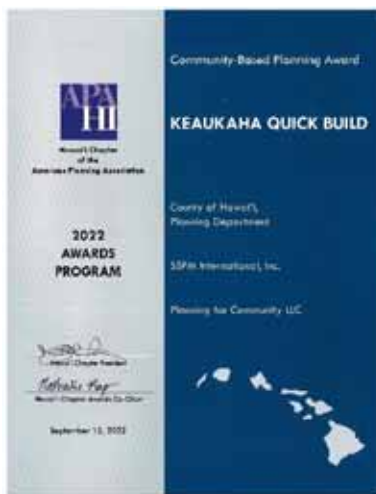 APA
HI
Hawai'i Chapter
of the
American Planning Association
2022
AWARDS
PROGRAM
Hawai'i Chapter President
Hawai'i Chapter Awards Co-Chair
September 15, 2022
Community-Based Planning Award
KEAUKAHA QUICK BUILD
County of Hawai'i,
Planning Department
SSFM International, Inc.
Planning for Community LLC